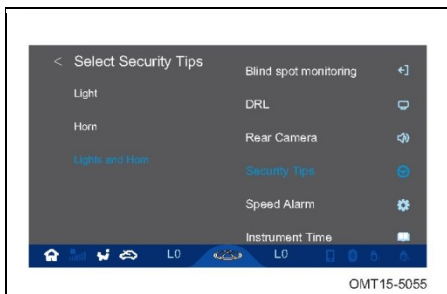 < Select Security Tips
Light
Horn
Lights and Horn
Blind spot monitoring
DRL
Rear Camera
Security Tips
Speed Alarm
Instrument Time
L0
L0
OMT15-5055